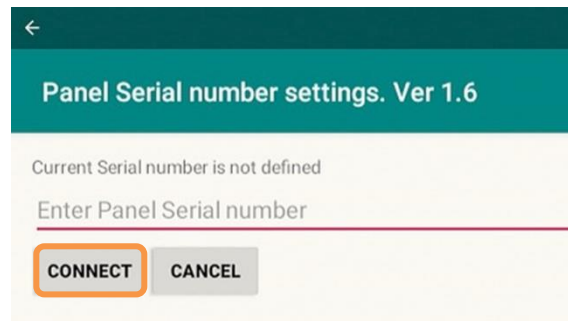 Panel Serial number settings. Ver 1.6
Current Serial number is not defined
Enter Panel Serial number
CONNECT CANCEL